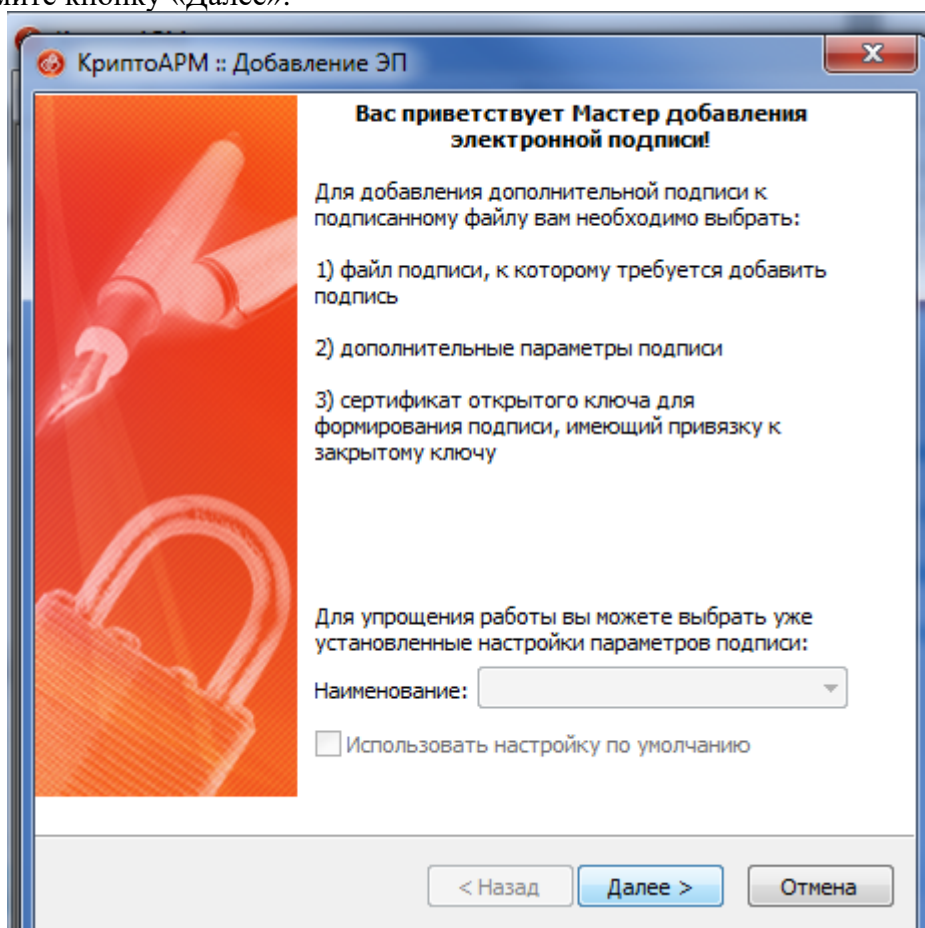 кнопку «Далее».
КриптоАРМ :: Добавление ЭП
Вас приветствует Мастер добавления
электронной подписи!
Для добавления дополнительной подписи к
подписанному файлу вам необходимо выбрать:
1) файл подписи, к которому требуется добавить
подпись
2) дополнительные параметры подписи
3) сертификат открытого ключа для
формирования подписи, имеющий привязку к
закрытому ключу
Для упрощения работы вы можете выбрать уже
установленные настройки параметров подписи:
Наименование:
Использовать настройку по умолчанию
< Назад
Далее >
Отмена